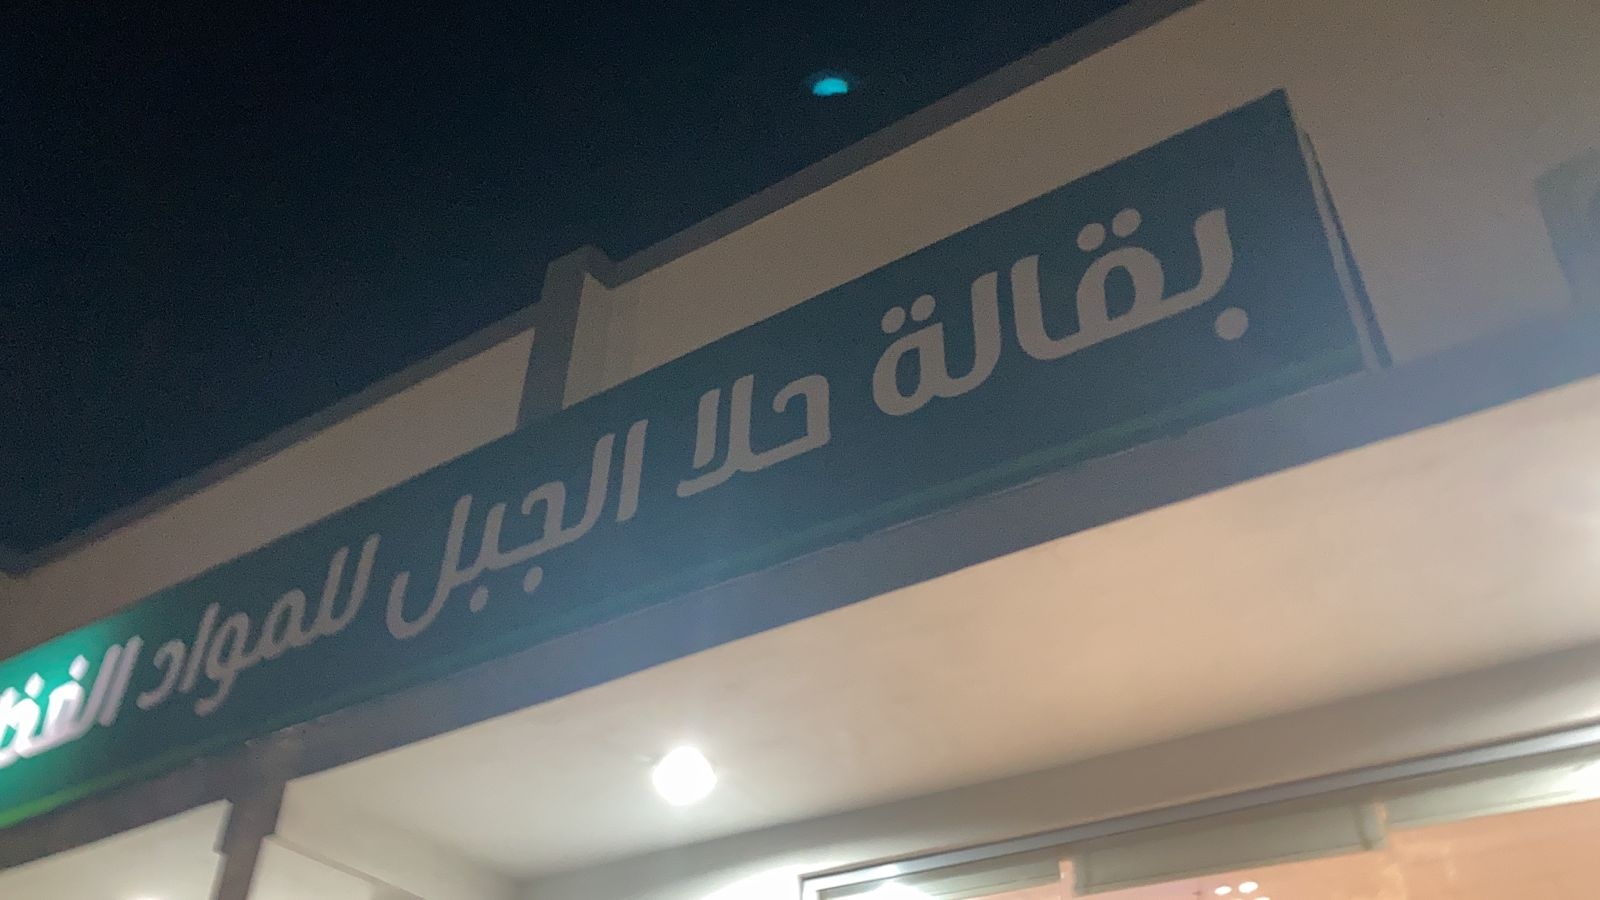 بقالة حلا الجبل للمواد